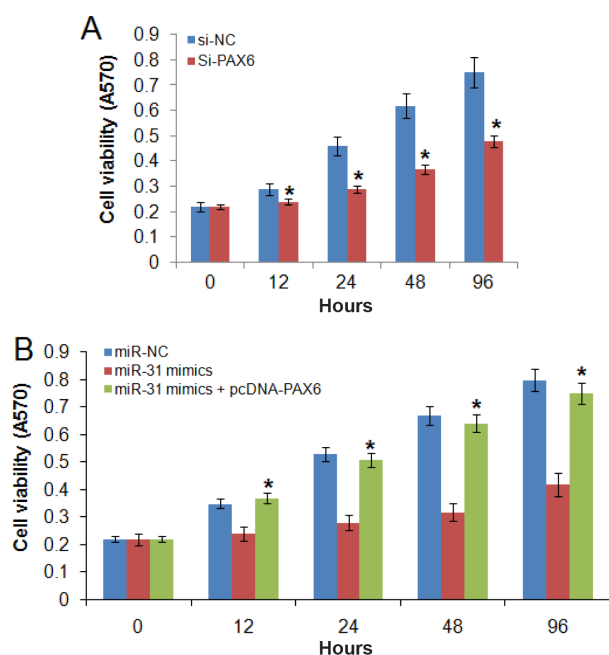 A
si-NC
Si-PAX6
Cell viability (A570)
0.9
0.8
0.7
0.6
0.5
0.4
0.3
0.2
0.1
0
*
*
*
*
0 12 24 48 96
Hours
B
miR-NC
miR-31 mimics
miR-31 mimics + pcDNA-PAX6
Cell viability (A570)
0.9
0.8
0.7
0.6
0.5
0.4
0.3
0.2
0.1
0
*
*
*
*
0 12 24 48 96
Hours